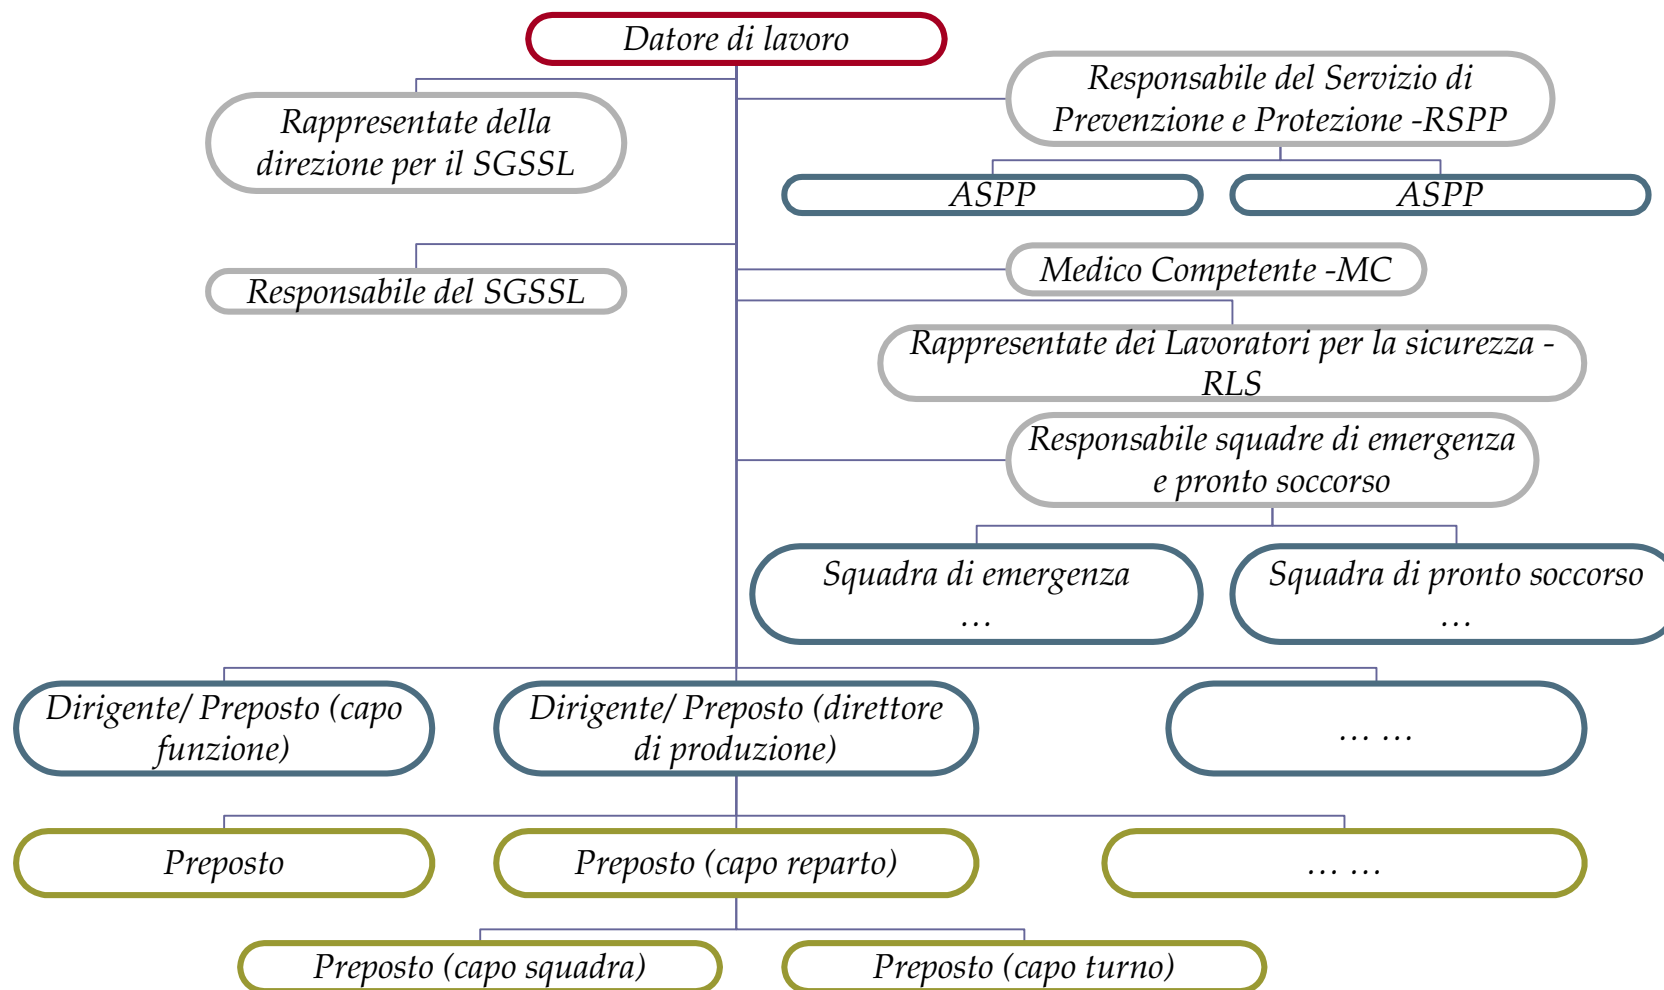 Datore di lavoro
Rappresentate della
direzione per il SGSSL
Responsabile del Servizio di
Prevenzione e Protezione -RSPP
ASPP
ASPP
Responsabile del SGSSL
Medico Competente -MC
Rappresentate dei Lavoratori per la sicurezza -
RLS
Responsabile squadre di emergenza
e pronto soccorso
Squadra di emergenza
…
Squadra di pronto soccorso
…
Dirigente/ Preposto (capo
funzione)
Dirigente/ Preposto (direttore
di produzione)
… …
Preposto
Preposto (capo reparto)
… …
Preposto (capo squadra)
Preposto (capo turno)